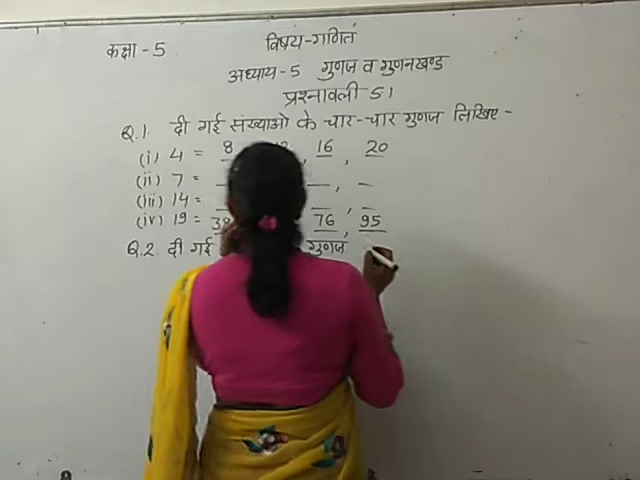 विषय-गणित
कक्षा - 5
अध्याय - 5 गुणज व गुणनखण्ड
प्रश्नावली 5.1
Q.1. दी गई संख्याओ के चार-चार गुणज लिखिए -
(i) 4 = 8 , 16 , 20
(ii) 7 = _ _ , _
(iii) 14 = _ _ , _
(iv) 19 = 38 76 , 95
Q.2. दी गई गुणज